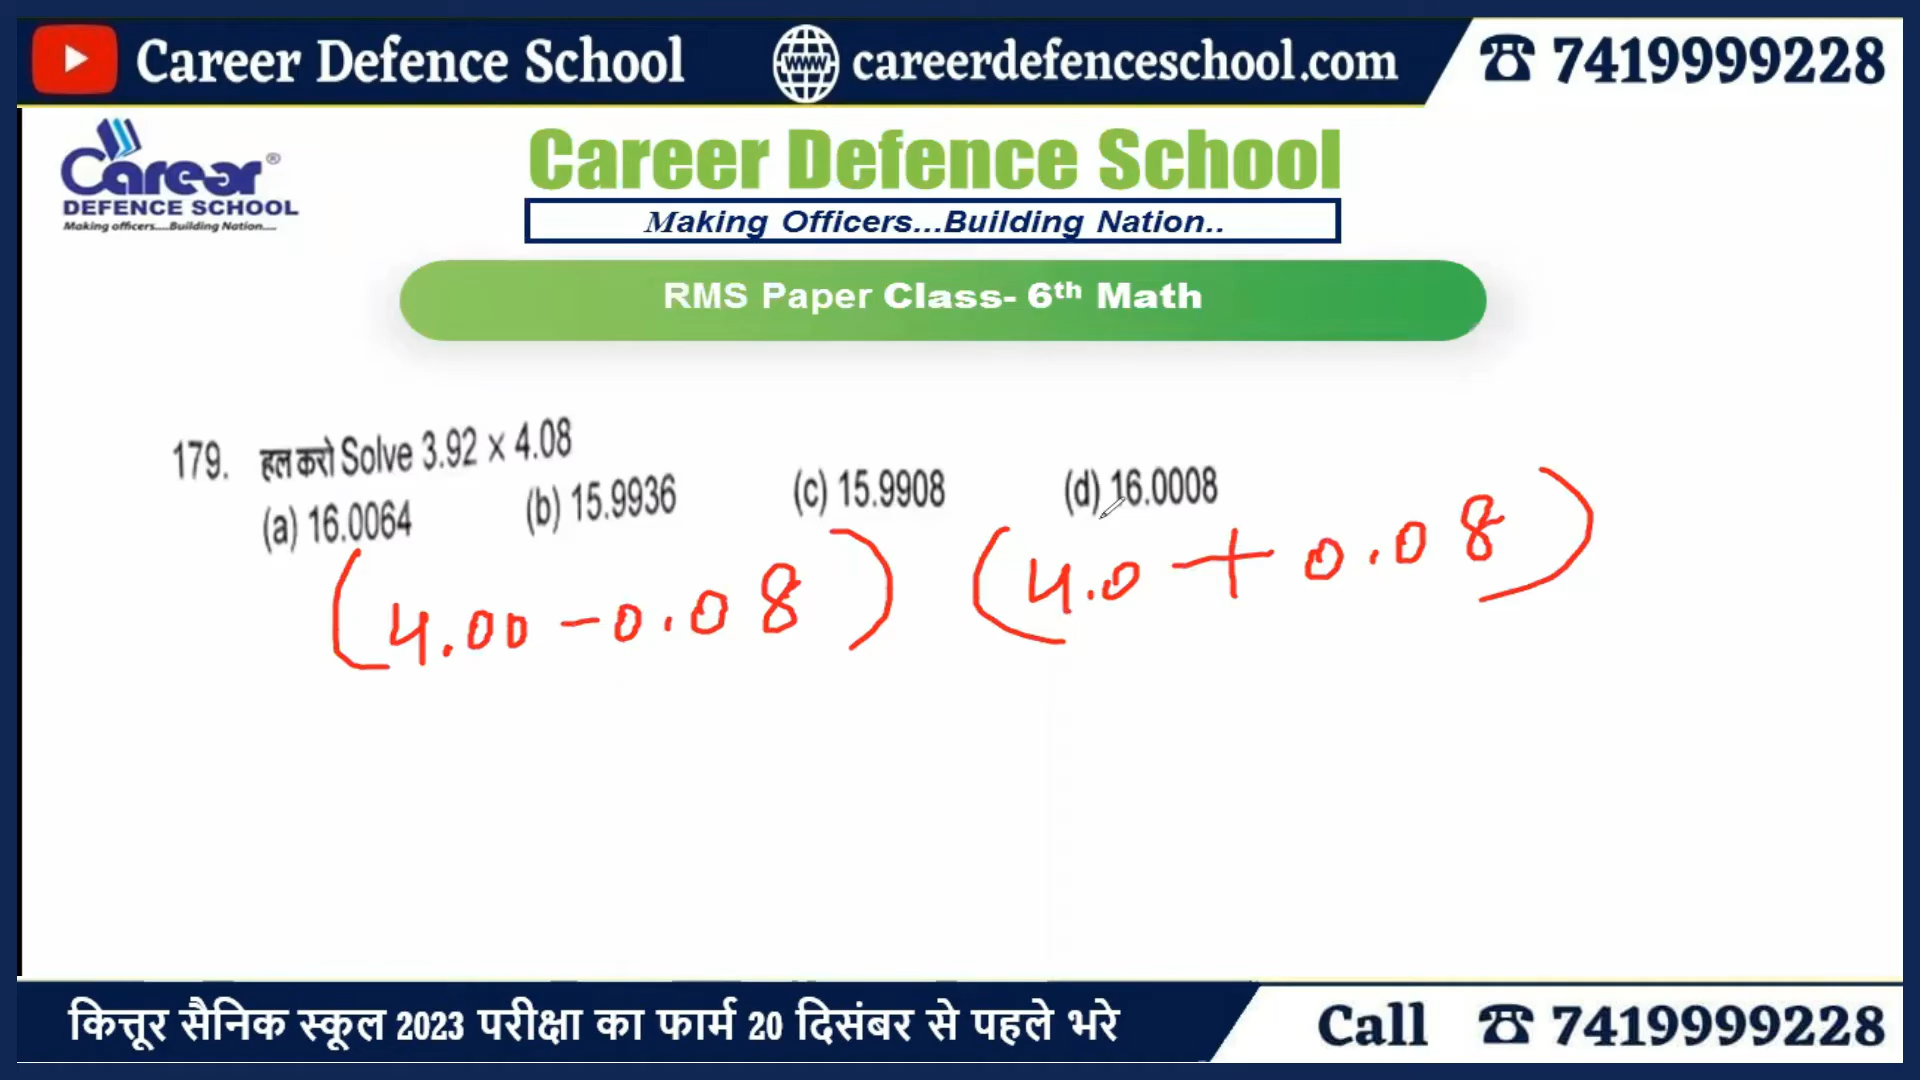 Career Defence School
www
careerdefenceschool.com
☎ 7419999228
Carear®
DEFENCE SCHOOL
Making officers....Building Nation....
Career Defence School
Making Officers...Building Nation..
RMS Paper Class- 6th Math
179. हल करो Solve 3.92 × 4.08
(a) 16.0064 (b) 15.9936 (c) 15.9908 (d) 16.0008
(4.00 - 0.08) (4.0 + 0.08)
कित्तूर सैनिक स्कूल 2023 परीक्षा का फार्म 20 दिसंबर से पहले भरे
Call ☎ 7419999228